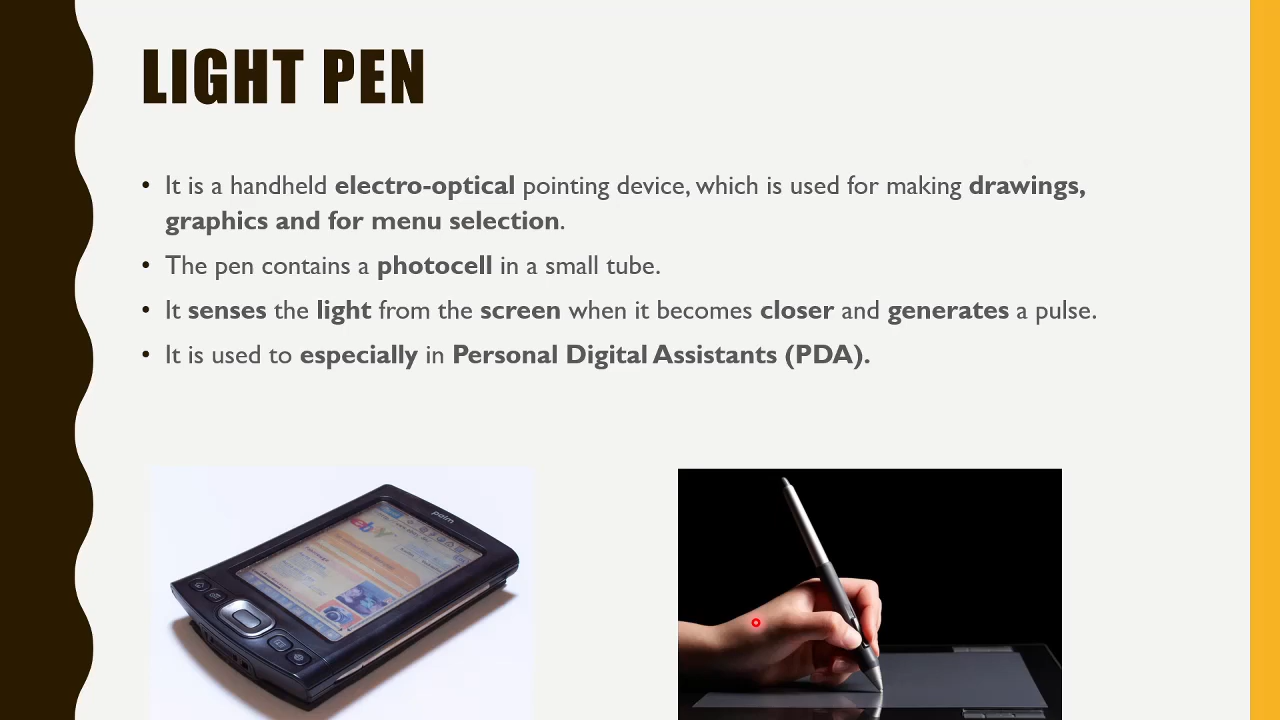 LIGHT PEN
• It is a handheld electro-optical pointing device, which is used for making drawings,
graphics and for menu selection.
• The pen contains a photocell in a small tube.
• It senses the light from the screen when it becomes closer and generates a pulse.
• It is used to especially in Personal Digital Assistants (PDA).
palm
ebY